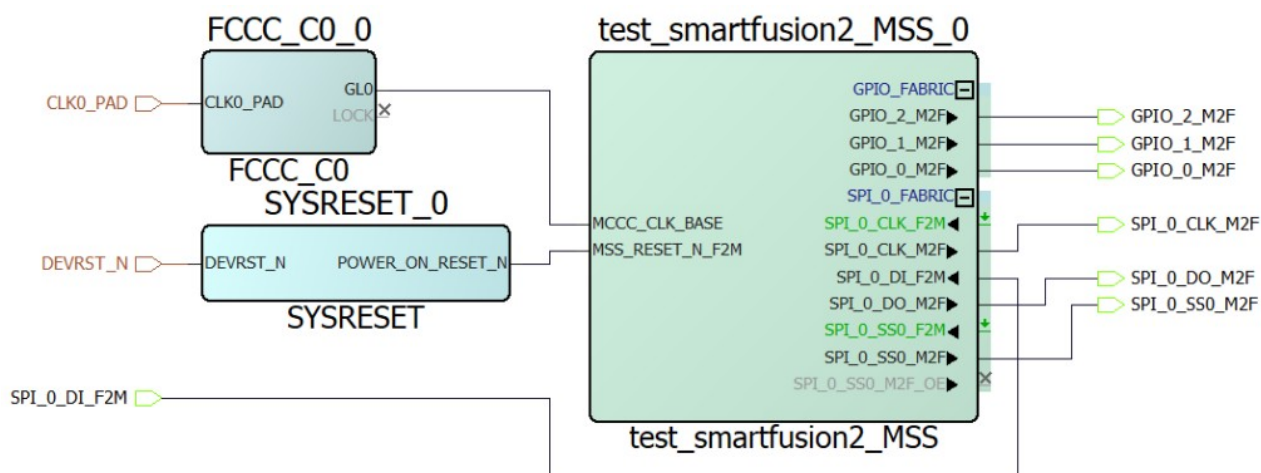 FCCC_C0_0
CLK0_PAD
CLK0_PAD
GL0
LOCK
FCCC_C0
SYSRESET_0
DEVRST_N
DEVRST_N
POWER_ON_RESET_N
SYSRESET
SPI_0_DI_F2M
test_smartfusion2_MSS_0
MCCC_CLK_BASE
MSS_RESET_N_F2M
GPIO_FABRIC
GPIO_2_M2F
GPIO_1_M2F
GPIO_0_M2F
SPI_0_FABRIC
SPI_0_CLK_F2M
SPI_0_CLK_M2F
SPI_0_DI_F2M
SPI_0_DO_M2F
SPI_0_SS0_F2M
SPI_0_SS0_M2F
SPI_0_SS0_M2F_OE
test_smartfusion2_MSS
GPIO_2_M2F
GPIO_1_M2F
GPIO_0_M2F
SPI_0_CLK_M2F
SPI_0_DO_M2F
SPI_0_SS0_M2F